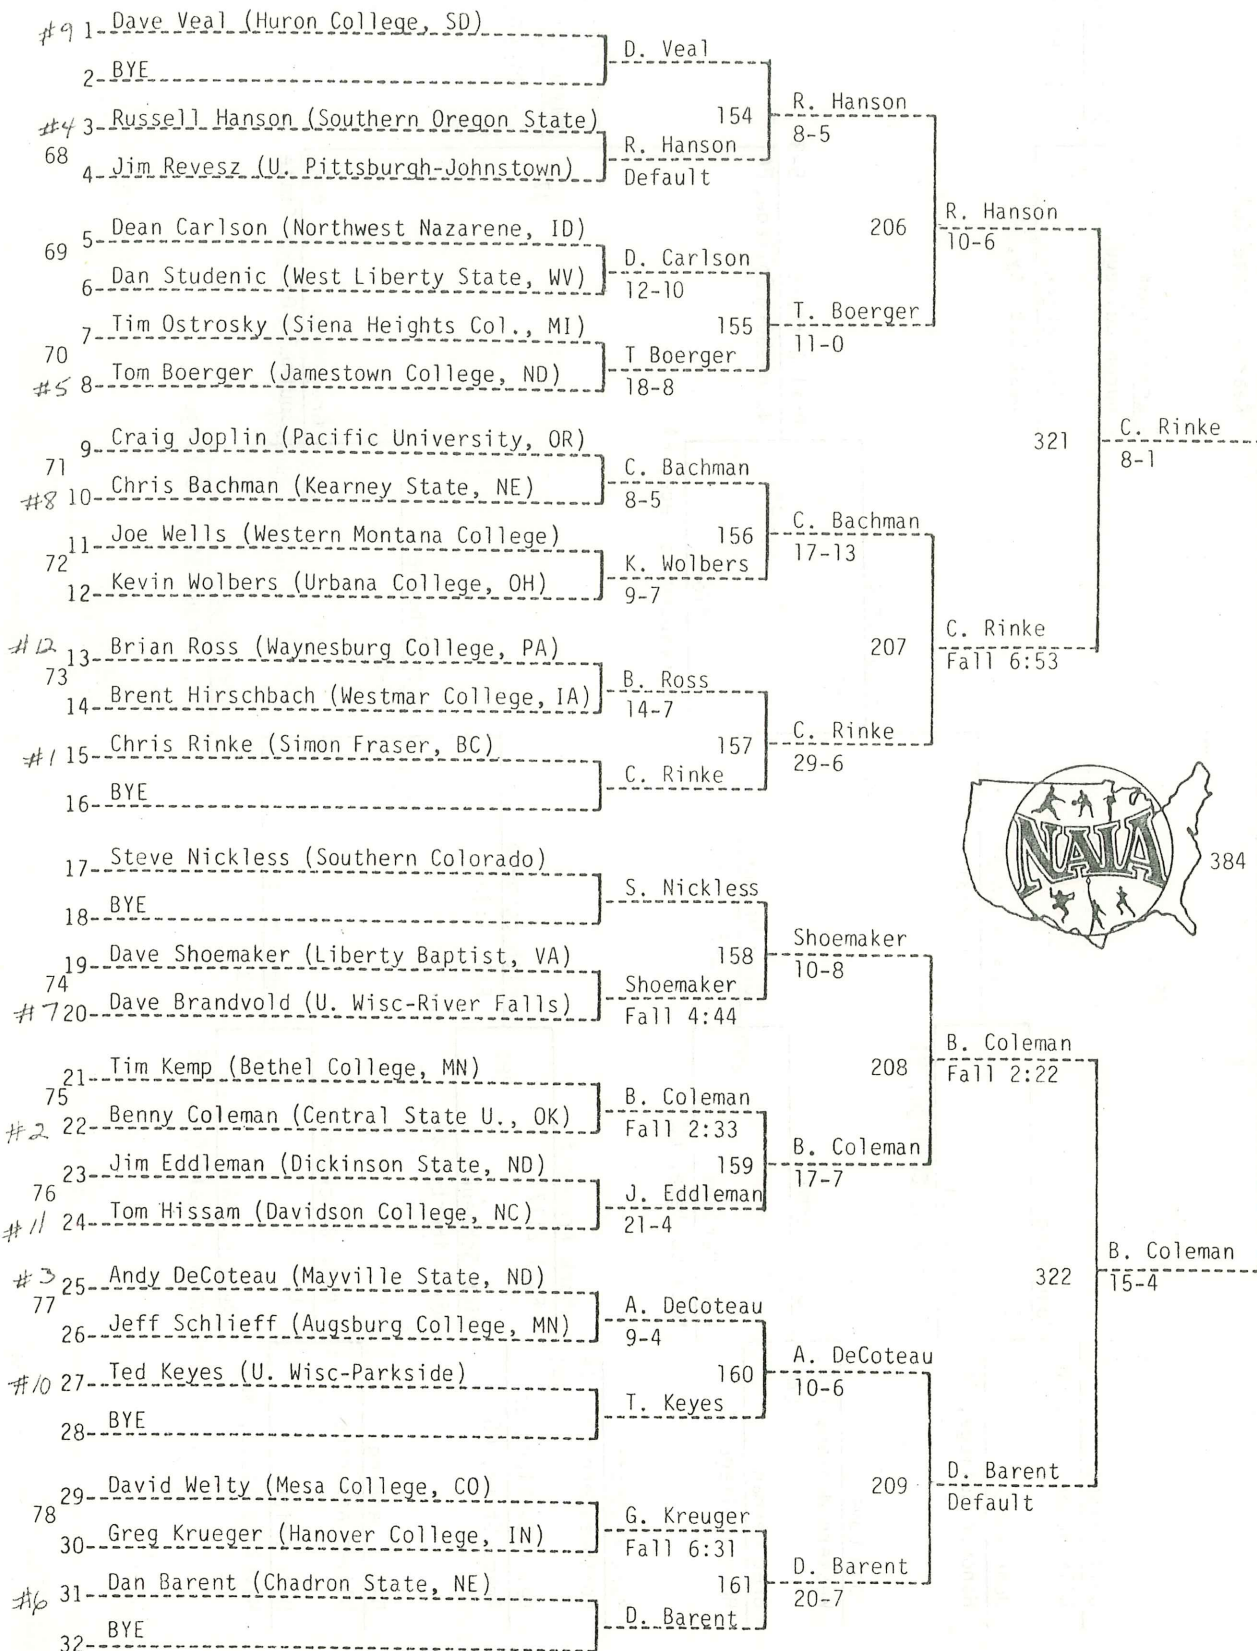 #9 1 Dave Veal (Huron College, SD)
D. Veal
2 BYE
154
R. Hanson
8-5
#4 3 Russell Hanson (Southern Oregon State)
68
R. Hanson
Default
4 Jim Revesz (U. Pittsburgh-Johnstown)
206
R. Hanson
10-6
5 Dean Carlson (Northwest Nazarene, ID)
69
D. Carlson
12-10
6 Dan Studenic (West Liberty State, WV)
155
T. Boerger
11-0
7 Tim Ostrosky (Siena Heights Col., MI)
70
T Boerger
18-8
#5 8 Tom Boerger (Jamestown College, ND)
321
C. Rinke
8-1
9 Craig Joplin (Pacific University, OR)
71
C. Bachman
8-5
#8 10 Chris Bachman (Kearney State, NE)
156
C. Bachman
17-13
11 Joe Wells (Western Montana College)
72
K. Wolbers
9-7
12 Kevin Wolbers (Urbana College, OH)
207
C. Rinke
Fall 6:53
#12 13 Brian Ross (Waynesburg College, PA)
73
B. Ross
14-7
14 Brent Hirschbach (Westmar College, IA)
157
C. Rinke
29-6
#1 15 Chris Rinke (Simon Fraser, BC)
C. Rinke
16 BYE
NAIA
384
17 Steve Nickless (Southern Colorado)
S. Nickless
18 BYE
158
Shoemaker
10-8
19 Dave Shoemaker (Liberty Baptist, VA)
74
Shoemaker
Fall 4:44
#7 20 Dave Brandvold (U. Wisc-River Falls)
208
B. Coleman
Fall 2:22
21 Tim Kemp (Bethel College, MN)
75
B. Coleman
Fall 2:33
#2 22 Benny Coleman (Central State U., OK)
159
B. Coleman
17-7
23 Jim Eddleman (Dickinson State, ND)
76
J. Eddleman
21-4
#11 24 Tom Hissam (Davidson College, NC)
322
B. Coleman
15-4
#3 25 Andy DeCoteau (Mayville State, ND)
77
A. DeCoteau
9-4
26 Jeff Schlieff (Augsburg College, MN)
160
A. DeCoteau
10-6
#10 27 Ted Keyes (U. Wisc-Parkside)
T. Keyes
28 BYE
209
D. Barent
Default
29 David Welty (Mesa College, CO)
78
G. Kreuger
Fall 6:31
30 Greg Krueger (Hanover College, IN)
161
D. Barent
20-7
#6 31 Dan Barent (Chadron State, NE)
D. Barent
32 BYE